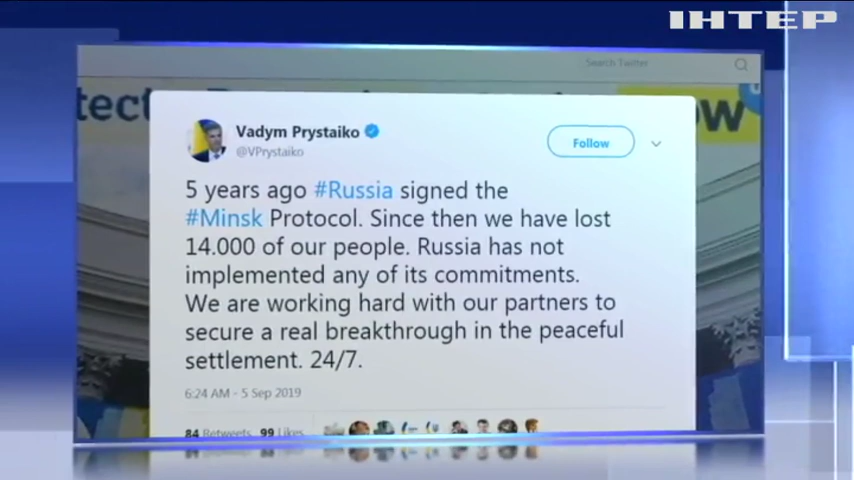 ІНТЕР
Search Twitter
Vadym Prystaiko
@VPrystaiko
Follow
5 years ago #Russia signed the
#Minsk Protocol. Since then we have lost
14.000 of our people. Russia has not
implemented any of its commitments.
We are working hard with our partners to
secure a real breakthrough in the peaceful
settlement. 24/7.
6:24 AM - 5 Sep 2019
84 Retweets 99 Likes